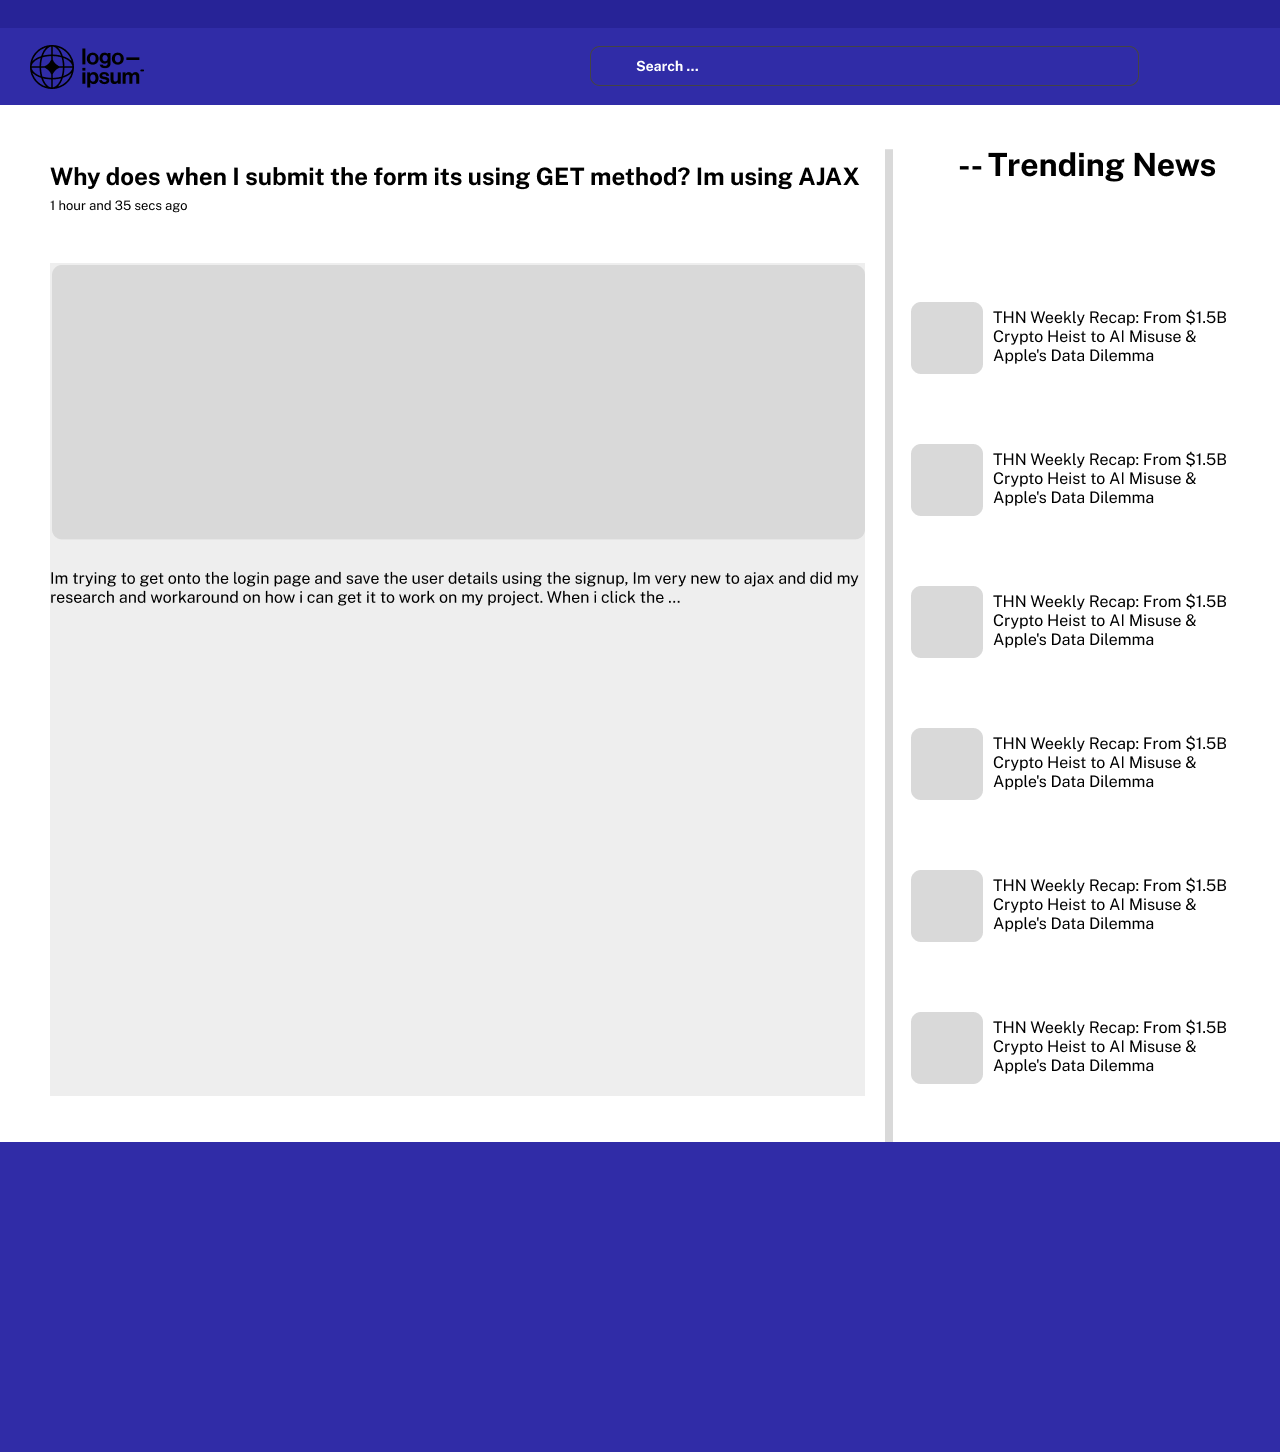 logo—
ipsum™
Search ...
Why does when I submit the form its using GET method? Im using AJAX
1 hour and 35 secs ago
Im trying to get onto the login page and save the user details using the signup, Im very new to ajax and did my
research and workaround on how i can get it to work on my project. When i click the ...
-- Trending News
THN Weekly Recap: From $1.5B
Crypto Heist to AI Misuse &
Apple's Data Dilemma
THN Weekly Recap: From $1.5B
Crypto Heist to AI Misuse &
Apple's Data Dilemma
THN Weekly Recap: From $1.5B
Crypto Heist to AI Misuse &
Apple's Data Dilemma
THN Weekly Recap: From $1.5B
Crypto Heist to AI Misuse &
Apple's Data Dilemma
THN Weekly Recap: From $1.5B
Crypto Heist to AI Misuse &
Apple's Data Dilemma
THN Weekly Recap: From $1.5B
Crypto Heist to AI Misuse &
Apple's Data Dilemma